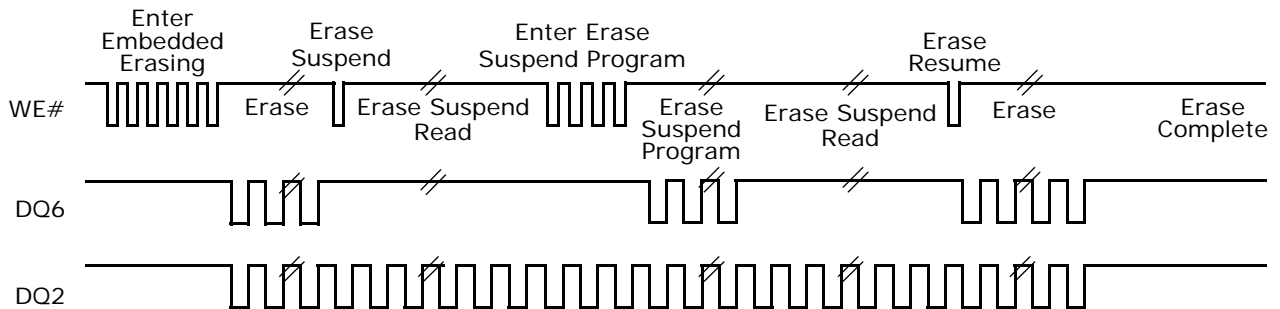 Enter
Embedded
Erasing
Erase
Suspend
Enter Erase
Suspend Program
Erase
Resume
WE#
Erase
Erase Suspend
Read
Erase
Suspend
Program
Erase Suspend
Read
Erase
Erase
Complete
DQ6
DQ2